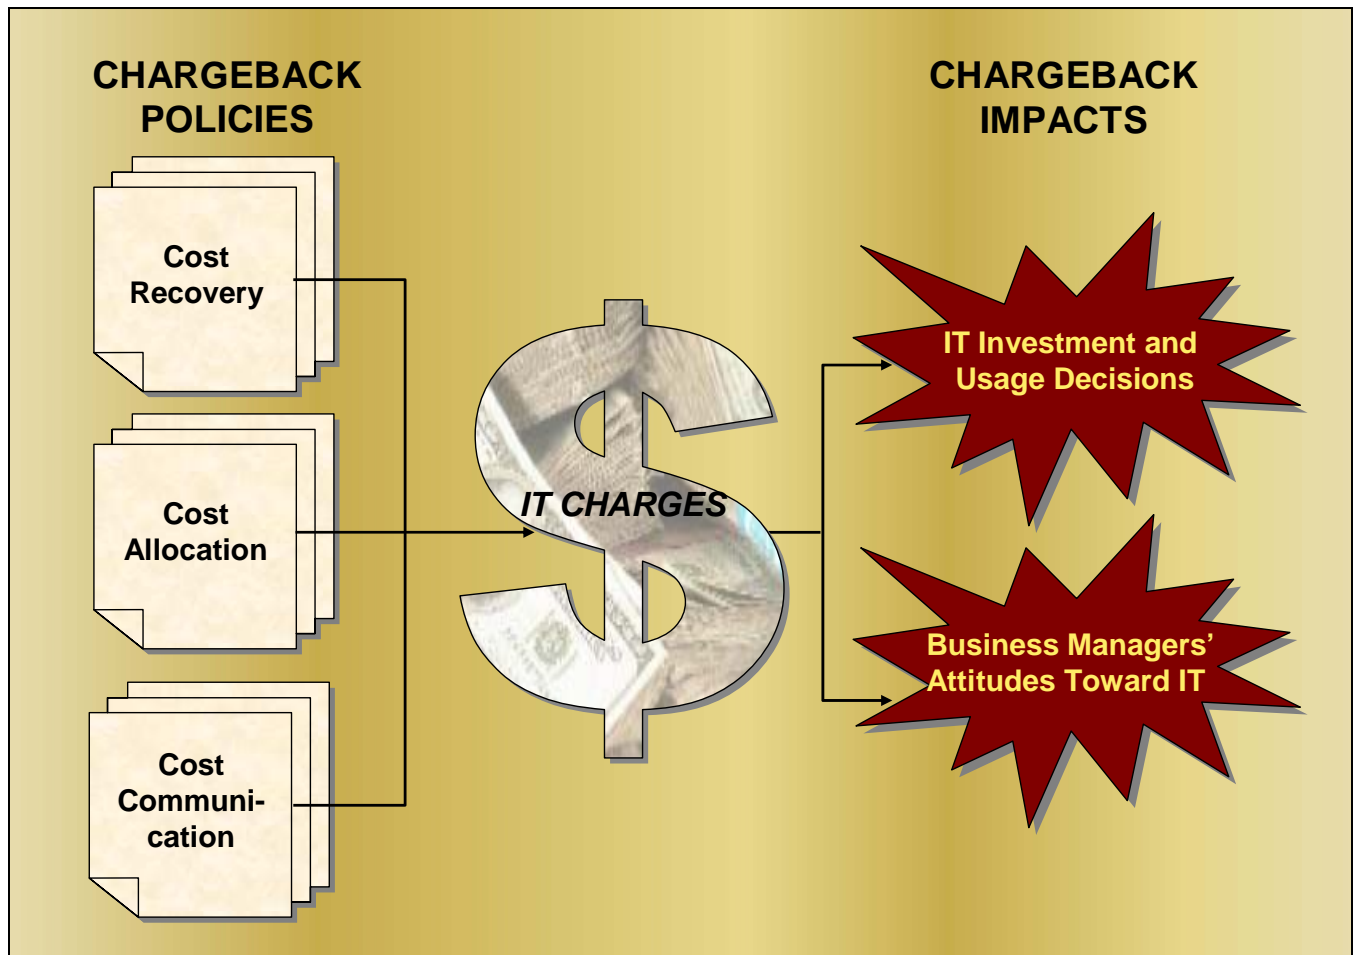 CHARGEBACK
POLICIES
Cost
Recovery
Cost
Allocation
Cost
Communi-
cation
IT CHARGES
CHARGEBACK
IMPACTS
IT Investment and
Usage Decisions
Business Managers’
Attitudes Toward IT